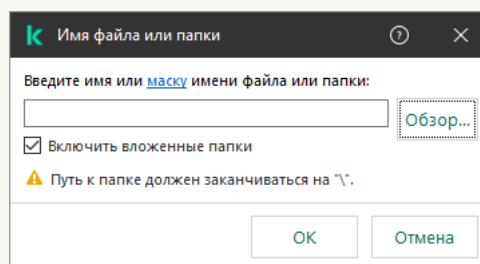 Имя файла или папки
Введите имя или маску имени файла или папки:
Обзор...
Включить вложенные папки
Путь к папке должен заканчиваться на "\".
ОК Отмена